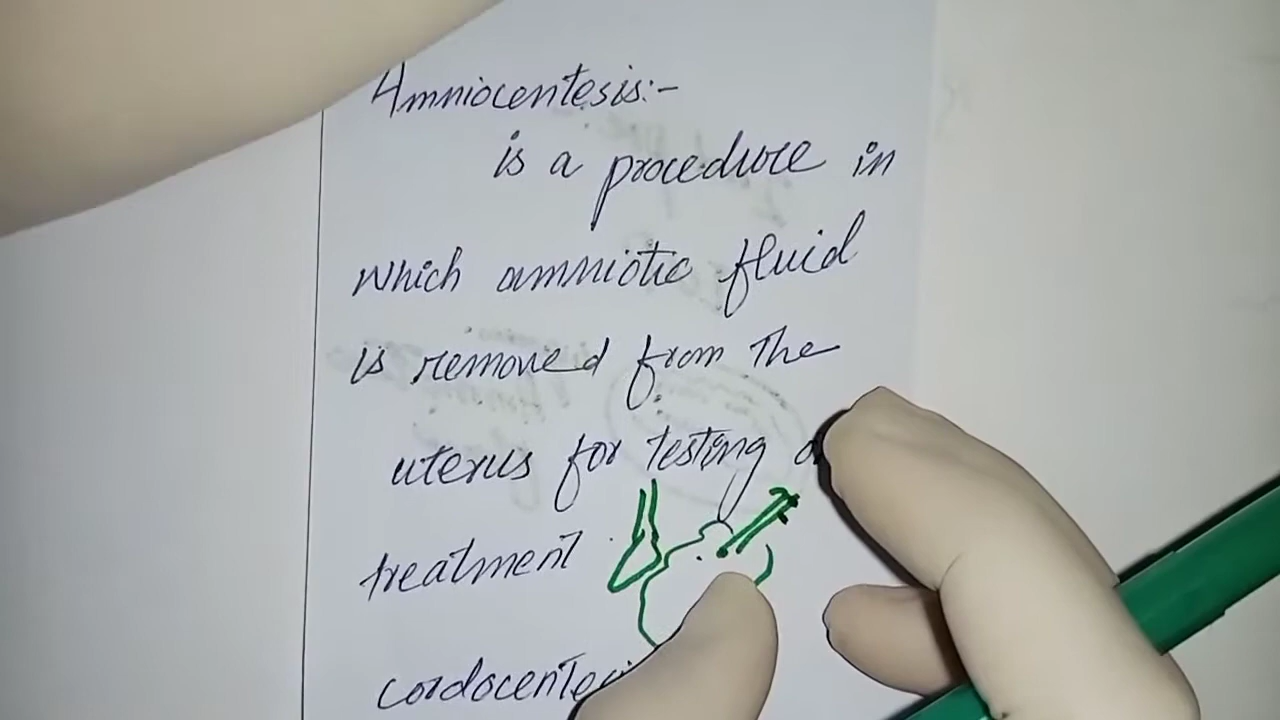 Amniocentesis:-
is a procedure in
which amniotic fluid
is removed from the
uterus for testing
treatment